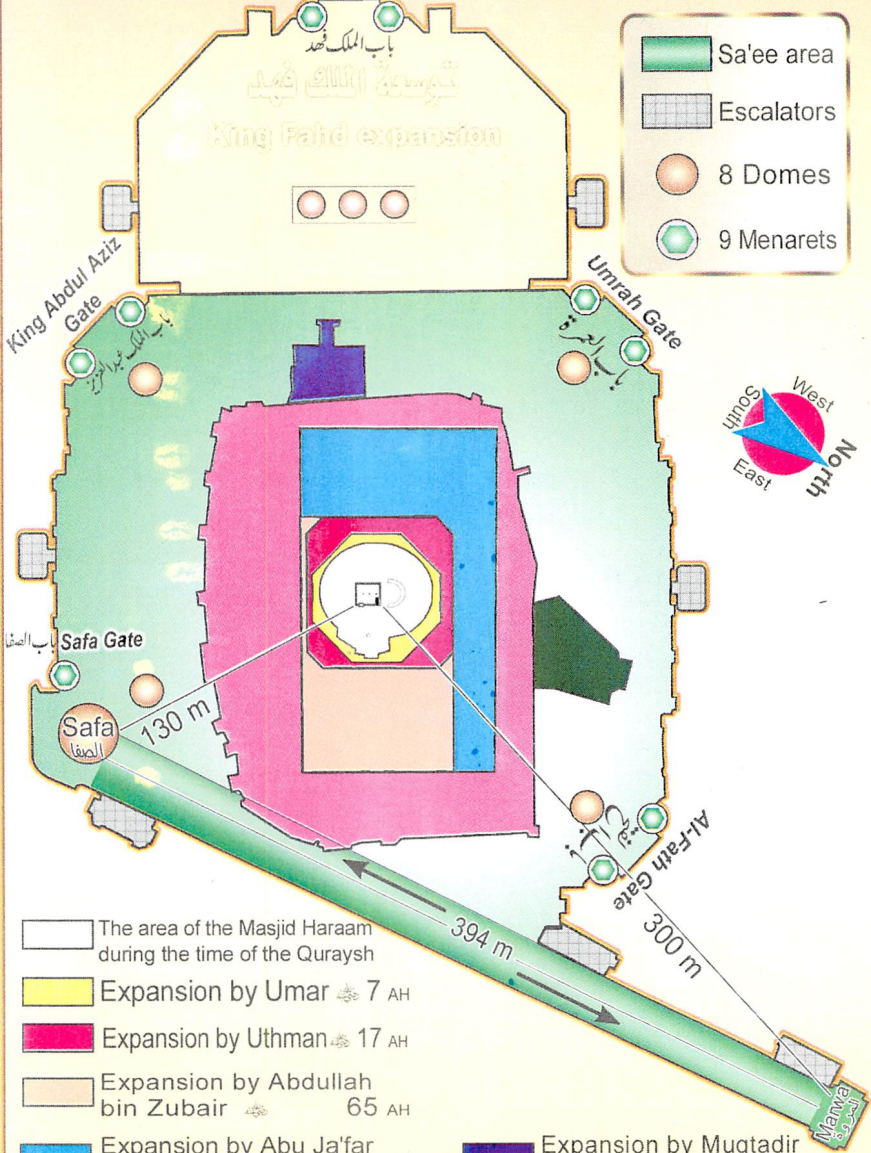 باب الملك فهد
توسعة الملك فهد
King Fahd expansion
Sa'ee area
Escalators
8 Domes
9 Menarets
King Abdul Aziz
Gate
باب الملك عبدالعزيز
Umrah Gate
باب العمرة
West
South
North
East
باب الصفا Safa Gate
Safa
الصفا
130 m
باب الفتح
Al-Fath Gate
394 m
300 m
Marwa
المروة
The area of the Masjid Haraam
during the time of the Quraysh
Expansion by Umar 7 AH
Expansion by Uthman 17 AH
Expansion by Abdullah
bin Zubair 65 AH
Expansion by Abu Ja'far
Expansion by Muqtadir